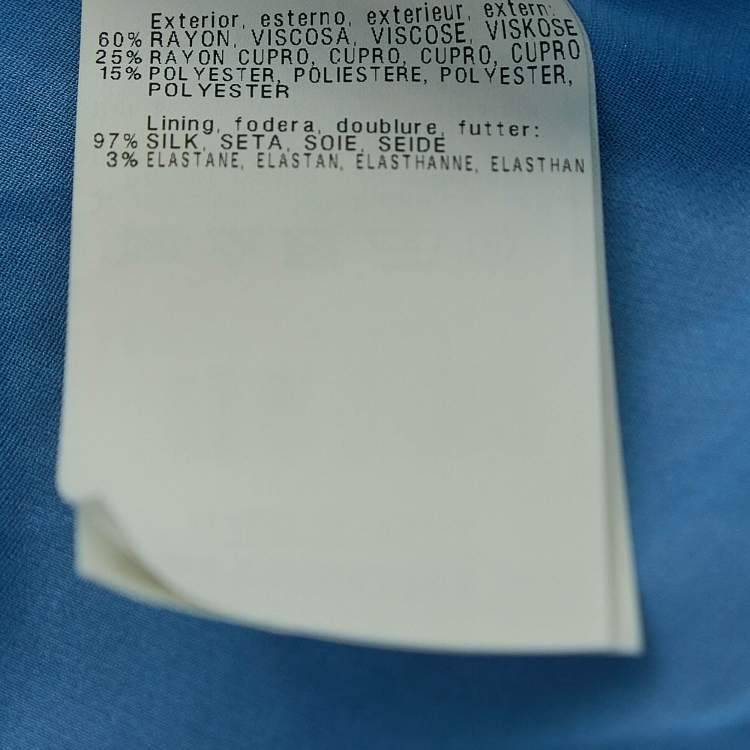 Exterior, esterno, exterieur, extern:
60% RAYON, VISCOSA, VISCOSE, VISKOSE
25% RAYON CUPRO, CUPRO, CUPRO, CUPRO
15% POLYESTER, POLIESTERE, POLYESTER,
POLYESTER
Lining, fodera, doublure, futter:
97% SILK, SETA, SOIE, SEIDE
3% ELASTANE, ELASTAN, ELASTHANNE, ELASTHAN